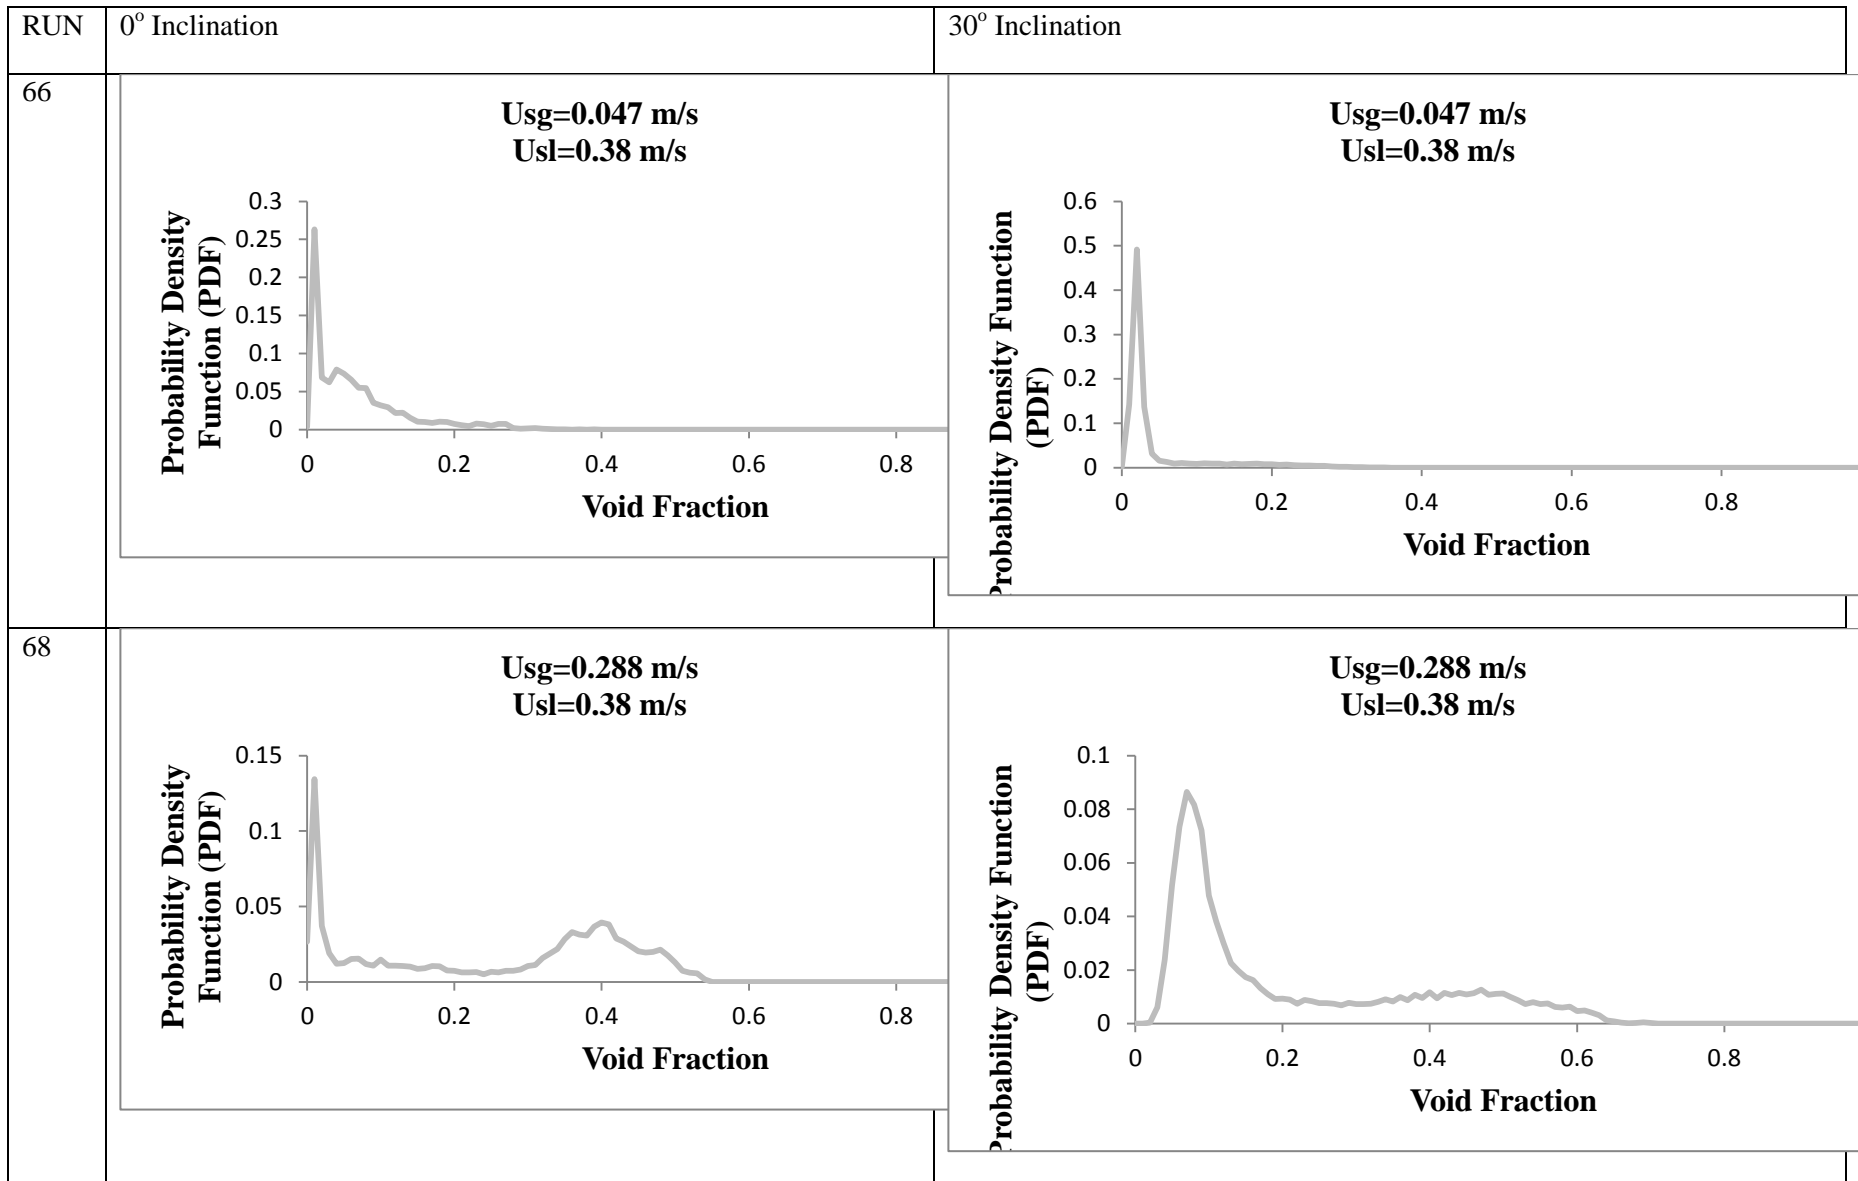 RUN
0° Inclination
30° Inclination
66
Usg=0.047 m/s
Usl=0.38 m/s
Probability Density
Function (PDF)
0.3
0.25
0.2
0.15
0.1
0.05
0
0 0.2 0.4 0.6 0.8
Void Fraction
Usg=0.047 m/s
Usl=0.38 m/s
Probability Density Function
(PDF)
0.6
0.5
0.4
0.3
0.2
0.1
0
0 0.2 0.4 0.6 0.8
Void Fraction
68
Usg=0.288 m/s
Usl=0.38 m/s
Probability Density
Function (PDF)
0.15
0.1
0.05
0
0 0.2 0.4 0.6 0.8
Void Fraction
Usg=0.288 m/s
Usl=0.38 m/s
Probability Density Function
(PDF)
0.1
0.08
0.06
0.04
0.02
0
0 0.2 0.4 0.6 0.8
Void Fraction